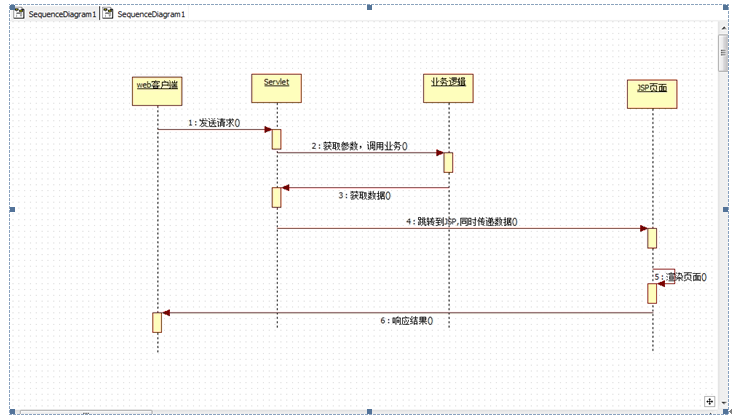 SequenceDiagram1 SequenceDiagram1
web客户端 Servlet 业务逻辑 JSP页面
1:发送请求()
2:获取参数，调用业务()
3:获取数据()
4:跳转到JSP,同时传递数据()
5:渲染页面()
6:响应结果()